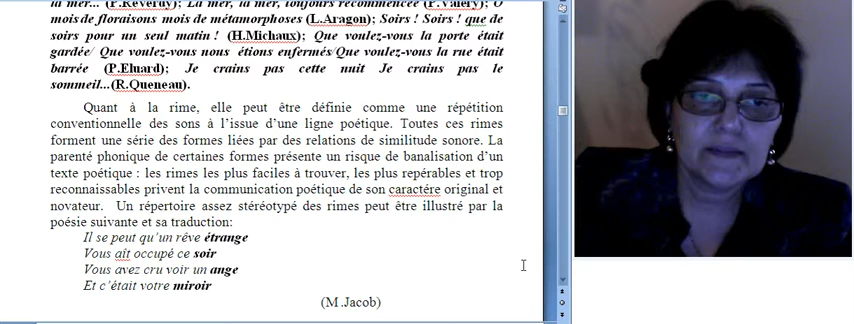 la mer... (P.Reverdy); La mer, la mer, toujours recommencée (P.Valéry); O
mois de floraisons mois de métamorphoses (L.Aragon); Soirs ! Soirs ! que de
soirs pour un seul matin ! (H.Michaux); Que voulez-vous la porte était
gardée/ Que voulez-vous nous étions enfermés/Que voulez-vous la rue était
barrée (P.Eluard); Je crains pas cette nuit Je crains pas le
sommeil...(R.Queneau).
Quant à la rime, elle peut être définie comme une répétition
conventionnelle des sons à l'issue d'une ligne poétique. Toutes ces rimes
forment une série des formes liées par des relations de similitude sonore. La
parenté phonique de certaines formes présente un risque de banalisation d'un
texte poétique : les rimes les plus faciles à trouver, les plus repérables et trop
reconnaissables privent la communication poétique de son caractére original et
novateur. Un répertoire assez stéréotypé des rimes peut être illustré par la
poésie suivante et sa traduction:
Il se peut qu'un rêve étrange
Vous ait occupé ce soir
Vous avez cru voir un ange
Et c'était votre miroir
(M.Jacob)